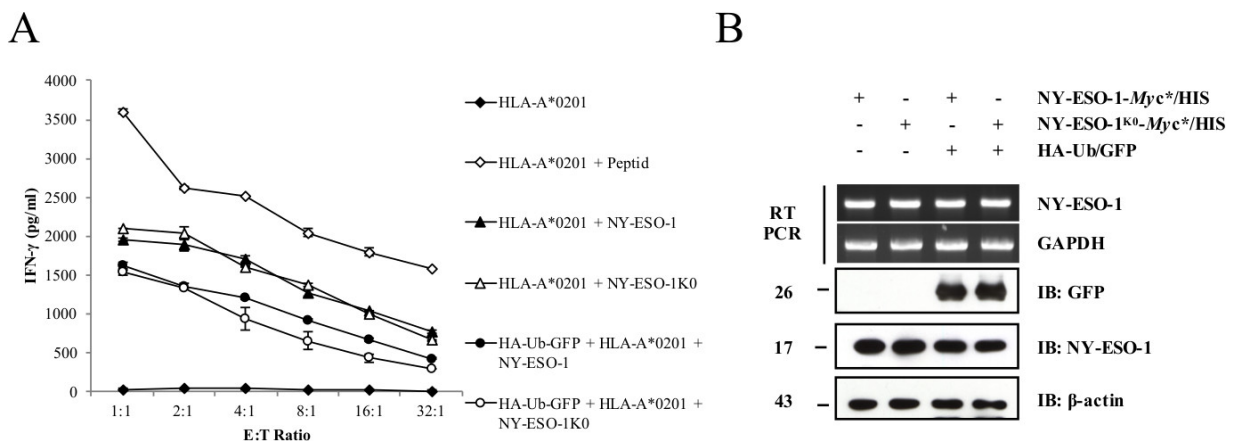 A
4000
3500
3000
2500
2000
1500
1000
500
0
IFN-γ (pg/ml)
1:1 2:1 4:1 8:1 16:1 32:1
E:T Ratio
HLA-A*0201
HLA-A*0201 + Peptid
HLA-A*0201 + NY-ESO-1
HLA-A*0201 + NY-ESO-1K0
HA-Ub-GFP + HLA-A*0201 +
NY-ESO-1
HA-Ub-GFP + HLA-A*0201 +
NY-ESO-1K0
B
+ - + - NY-ESO-1-Myc*/HIS
- + - + NY-ESO-1K0-Myc*/HIS
- - + + HA-Ub/GFP
RT
PCR
NY-ESO-1
GAPDH
26 – IB: GFP
17 – IB: NY-ESO-1
43 – IB: β-actin